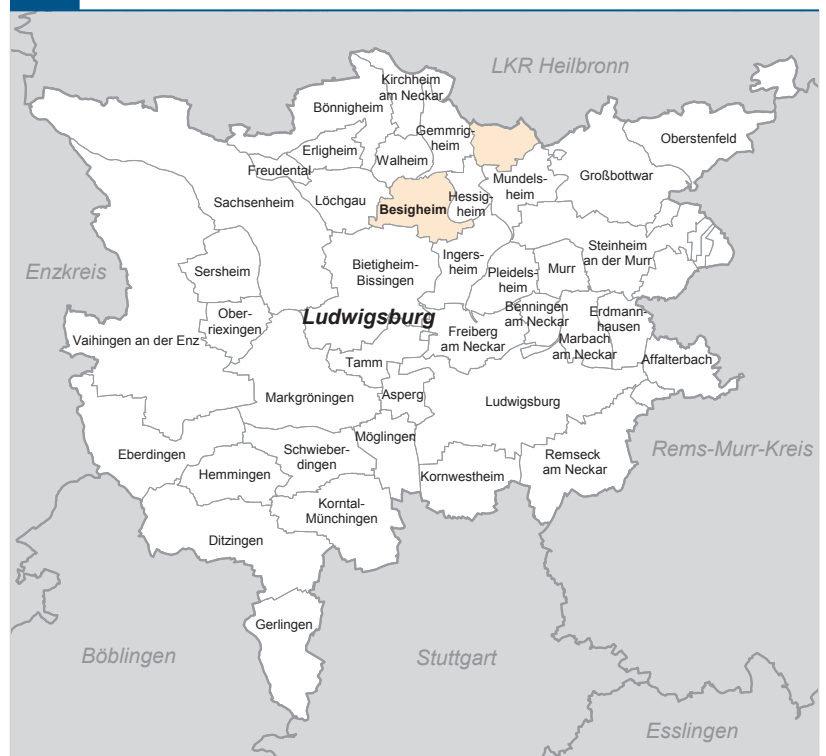 LKR Heilbronn
Kirchheim
am Neckar
Bönnigheim
Gemmrig-
heim
Oberstenfeld
Erligheim
Walheim
Freudental
Mundels-
heim
Großbottwar
Sachsenheim
Löchgau
Besigheim
Hessig-
heim
Steinheim
an der Murr
Enzkreis
Sersheim
Bietigheim-
Bissingen
Ingers-
heim
Pleidels-
heim
Murr
Ober-
riexingen
Ludwigsburg
Benningen
am Neckar
Erdmann-
hausen
Vaihingen an der Enz
Freiberg
am Neckar
Marbach
am Neckar
Tamm
Affalterbach
Markgröningen
Asperg
Ludwigsburg
Möglingen
Eberdingen
Schwieber-
dingen
Hemmingen
Kornwestheim
Remseck
am Neckar
Rems-Murr-Kreis
Korntal-
Münchingen
Ditzingen
Gerlingen
Böblingen
Stuttgart
Esslingen